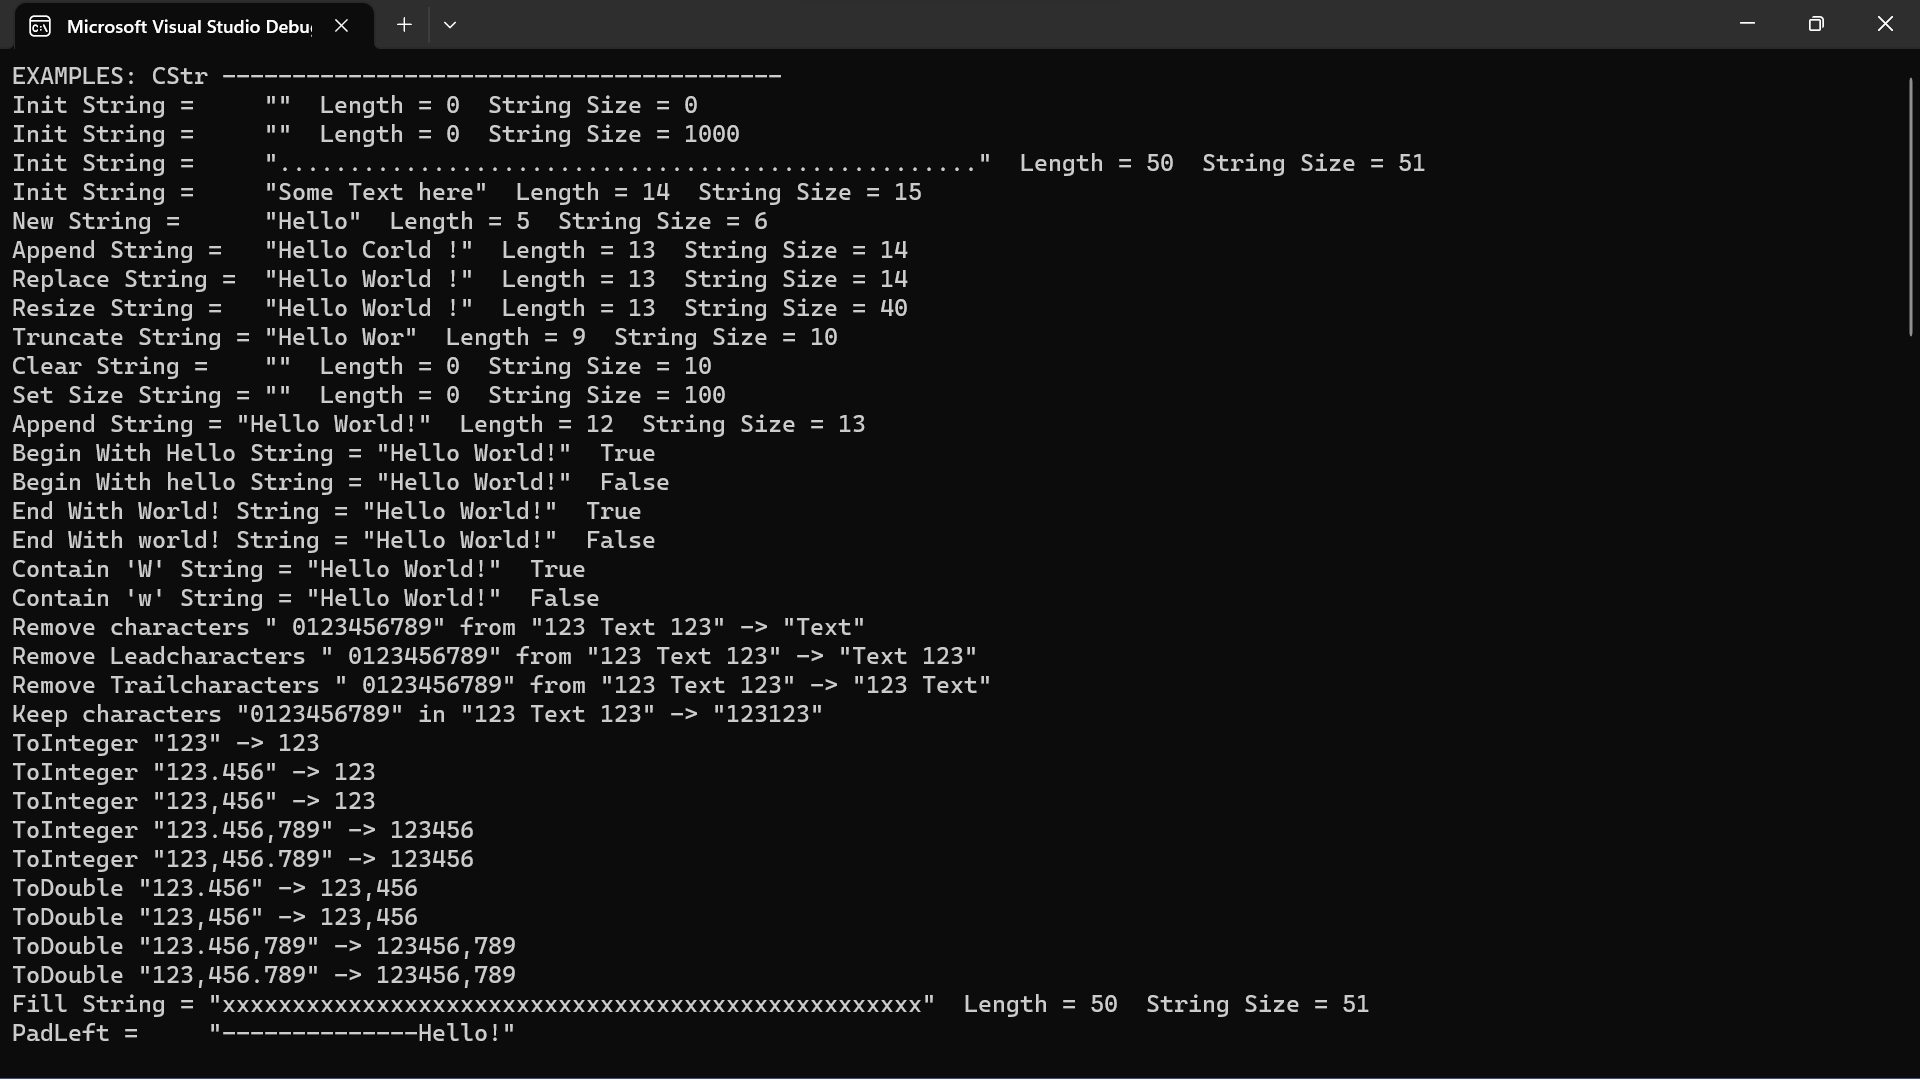 Microsoft Visual Studio Debu
EXAMPLES: CStr ----------------------------------------
Init String =     ""  Length = 0  String Size = 0
Init String =     ""  Length = 0  String Size = 1000
Init String =     ".................................................."  Length = 50  String Size = 51
Init String =     "Some Text here"  Length = 14  String Size = 15
New String =      "Hello"  Length = 5  String Size = 6
Append String =   "Hello Corld !"  Length = 13  String Size = 14
Replace String =  "Hello World !"  Length = 13  String Size = 14
Resize String =   "Hello World !"  Length = 13  String Size = 40
Truncate String = "Hello Wor"  Length = 9  String Size = 10
Clear String =    ""  Length = 0  String Size = 10
Set Size String = ""  Length = 0  String Size = 100
Append String = "Hello World!"  Length = 12  String Size = 13
Begin With Hello String = "Hello World!"  True
Begin With hello String = "Hello World!"  False
End With World! String = "Hello World!"  True
End With world! String = "Hello World!"  False
Contain 'W' String = "Hello World!"  True
Contain 'w' String = "Hello World!"  False
Remove characters " 0123456789" from "123 Text 123" -> "Text"
Remove Leadcharacters " 0123456789" from "123 Text 123" -> "Text 123"
Remove Trailcharacters " 0123456789" from "123 Text 123" -> "123 Text"
Keep characters "0123456789" in "123 Text 123" -> "123123"
ToInteger "123" -> 123
ToInteger "123.456" -> 123
ToInteger "123,456" -> 123
ToInteger "123.456,789" -> 123456
ToInteger "123,456.789" -> 123456
ToDouble "123.456" -> 123,456
ToDouble "123,456" -> 123,456
ToDouble "123.456,789" -> 123456,789
ToDouble "123,456.789" -> 123456,789
Fill String = "xxxxxxxxxxxxxxxxxxxxxxxxxxxxxxxxxxxxxxxxxxxxxxxxxx"  Length = 50  String Size = 51
PadLeft =     "--------------Hello!"